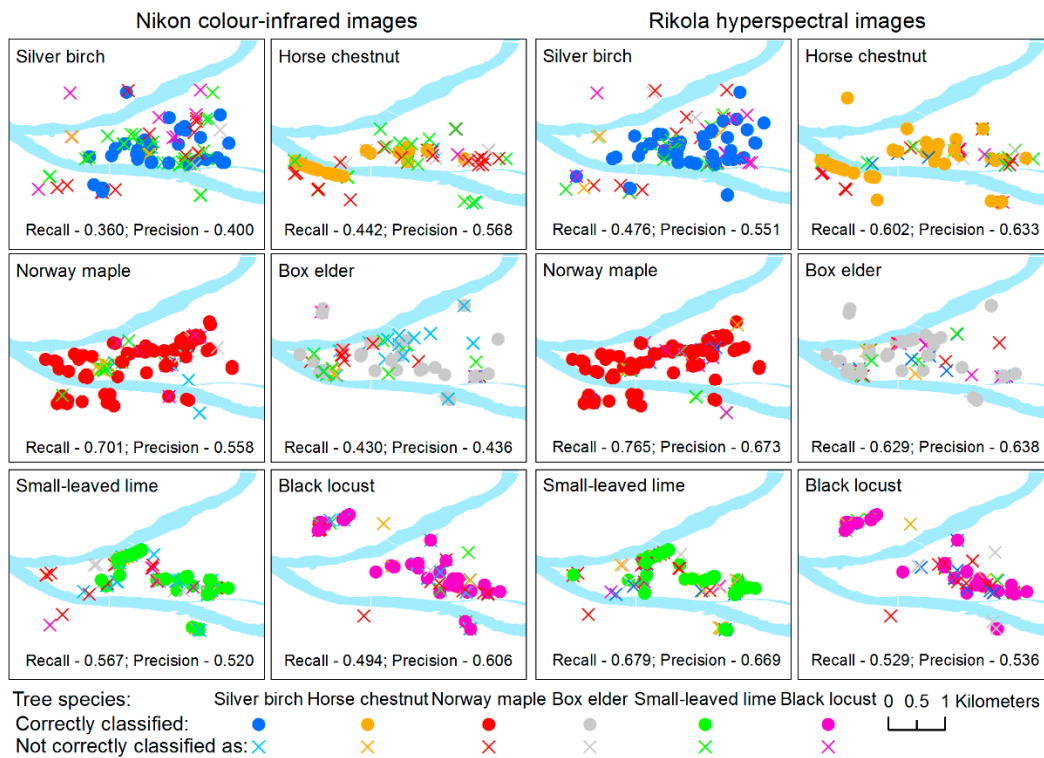 Nikon colour-infrared images
Rikola hyperspectral images
Silver birch
Horse chestnut
Silver birch
Horse chestnut
Recall - 0.360; Precision - 0.400
Recall - 0.442; Precision - 0.568
Recall - 0.476; Precision - 0.551
Recall - 0.602; Precision - 0.633
Norway maple
Box elder
Norway maple
Box elder
Recall - 0.701; Precision - 0.558
Recall - 0.430; Precision - 0.436
Recall - 0.765; Precision - 0.673
Recall - 0.629; Precision - 0.638
Small-leaved lime
Black locust
Small-leaved lime
Black locust
Recall - 0.567; Precision - 0.520
Recall - 0.494; Precision - 0.606
Recall - 0.679; Precision - 0.669
Recall - 0.529; Precision - 0.536
Tree species: Silver birch Horse chestnut Norway maple Box elder Small-leaved lime Black locust 0 0.5 1 Kilometers
Correctly classified:
Not correctly classified as: